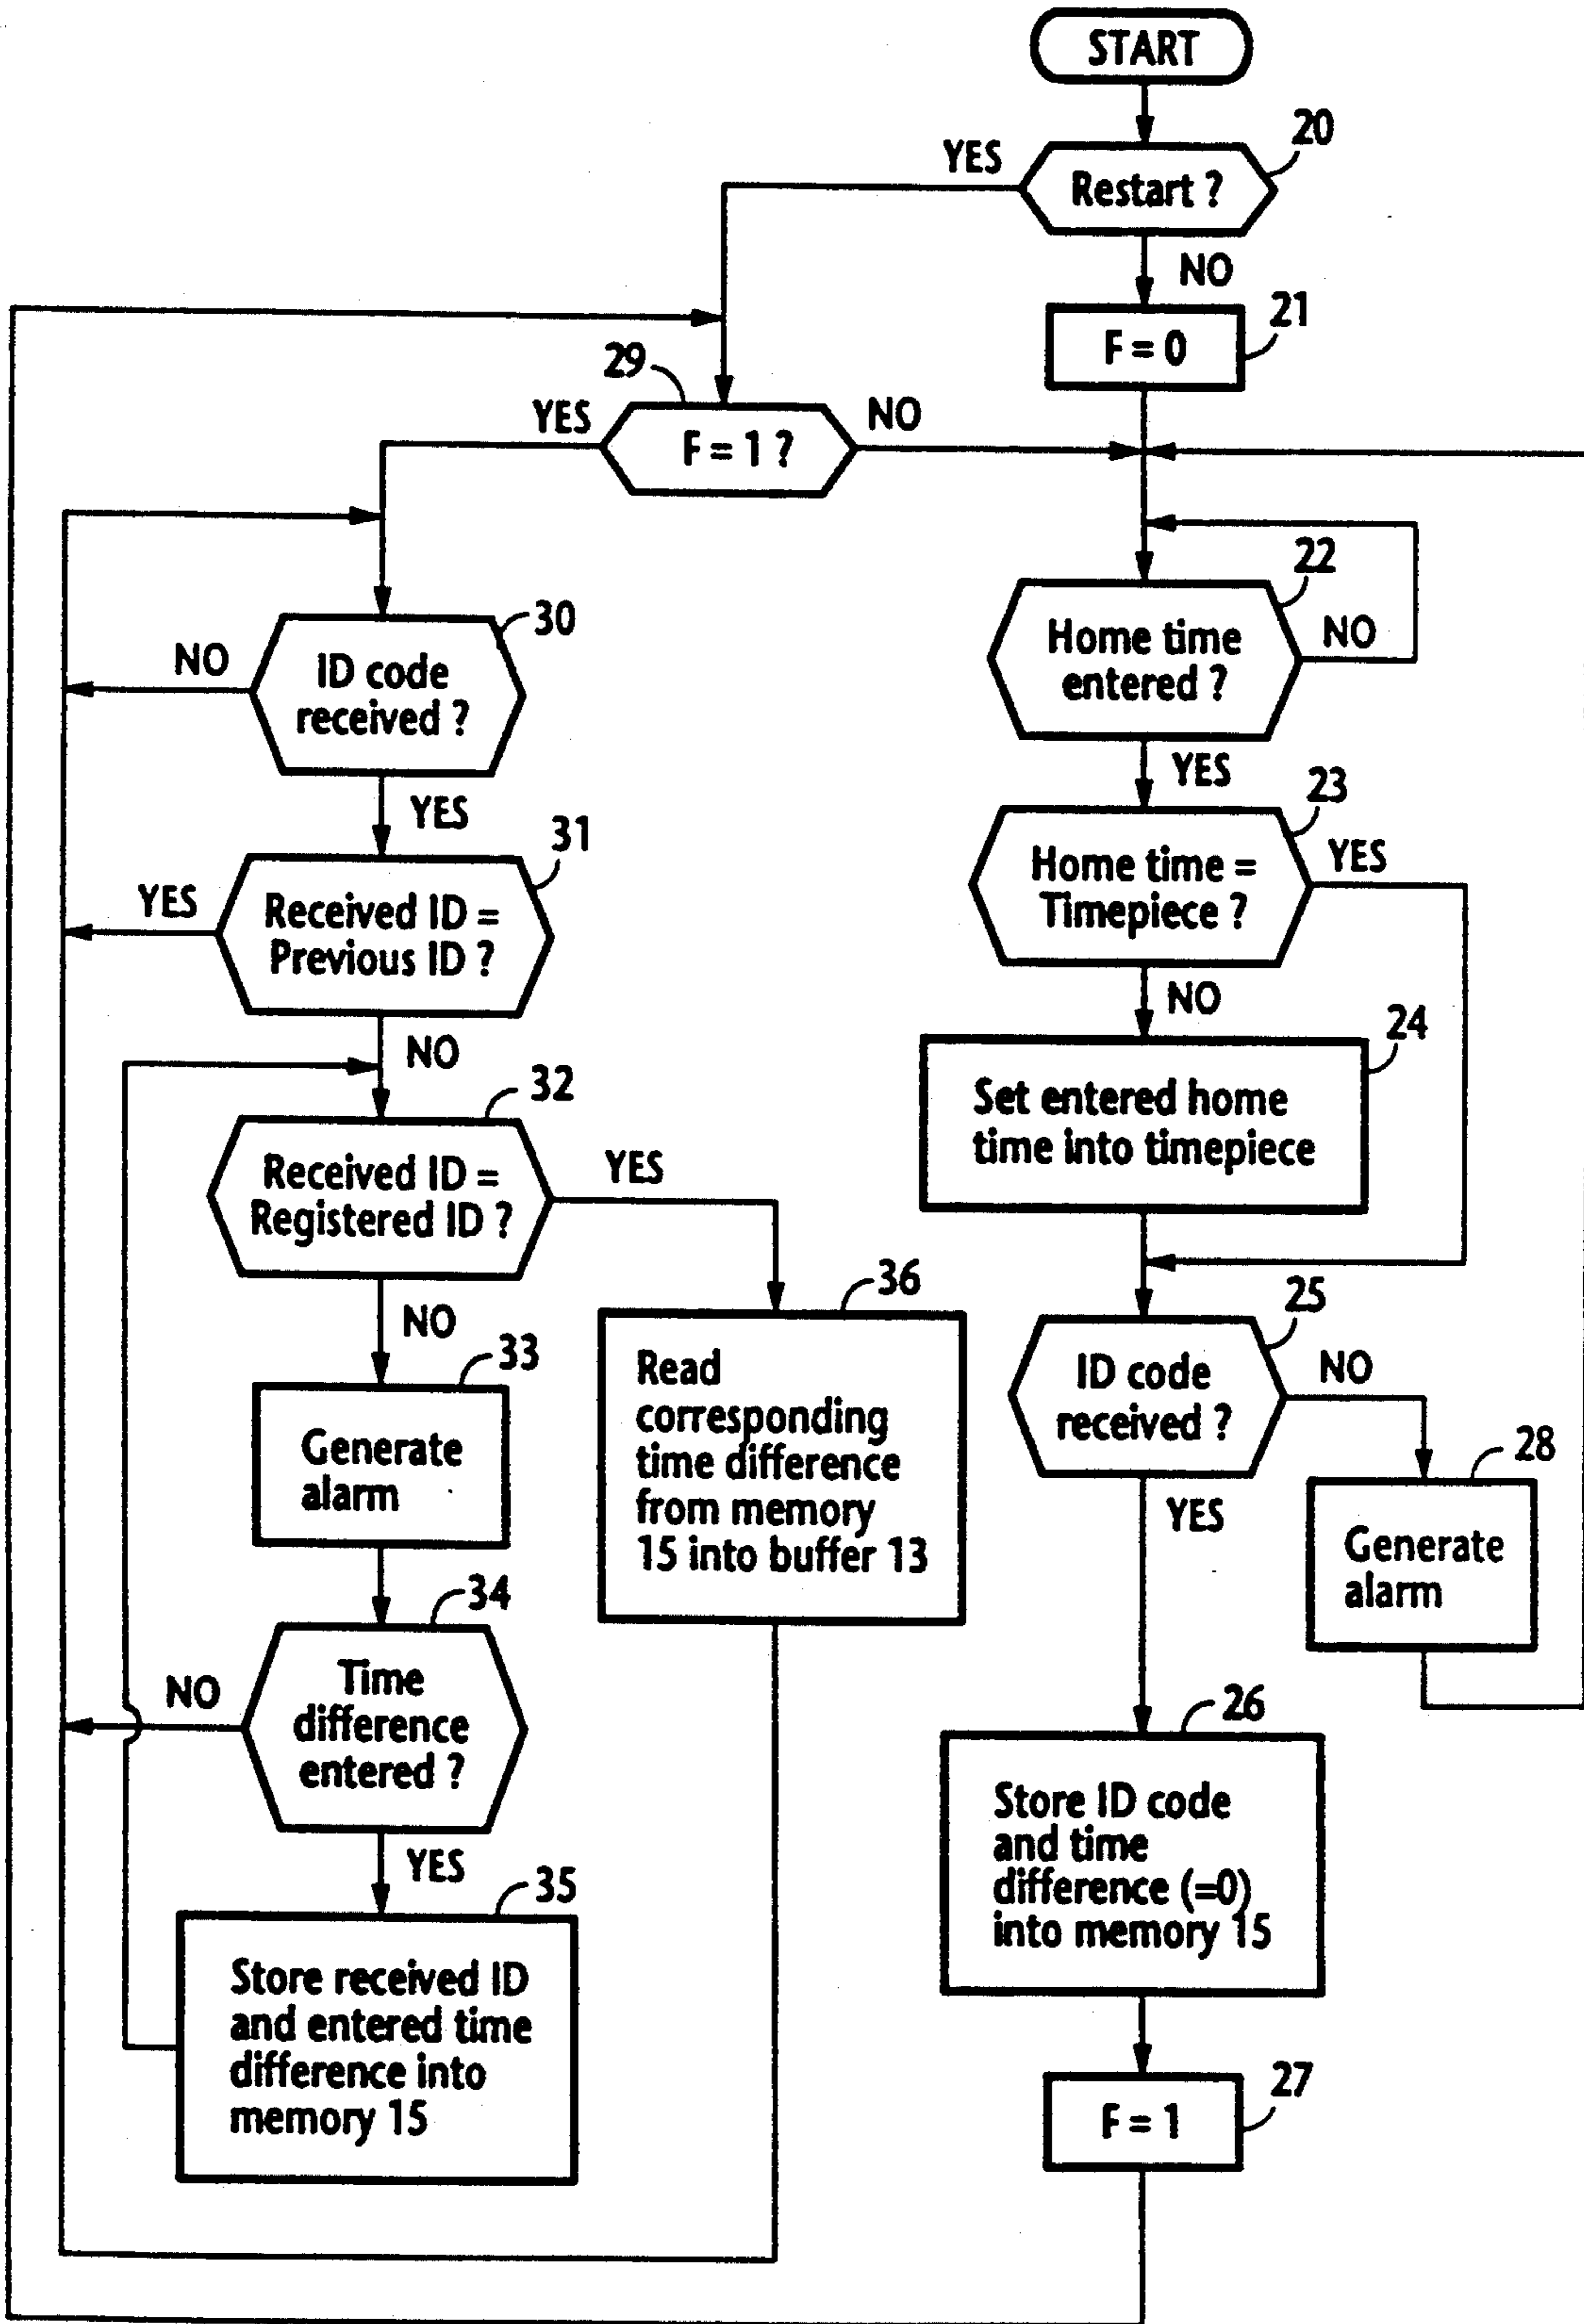 START
20
YES
Restart ?
NO
21
F = 0
29
YES
F = 1 ?
NO
22
Home time
entered ?
NO
YES
23
Home time =
Timepiece ?
YES
NO
24
Set entered home
time into timepiece
25
ID code
received ?
NO
YES
28
Generate
alarm
26
Store ID code
and time
difference (=0)
into memory 15
27
F = 1
30
NO
ID code
received ?
YES
31
YES
Received ID =
Previous ID ?
NO
32
Received ID =
Registered ID ?
YES
NO
36
Read
corresponding
time difference
from memory
15 into buffer 13
33
Generate
alarm
34
NO
Time
difference
entered ?
YES
35
Store received ID
and entered time
difference into
memory 15